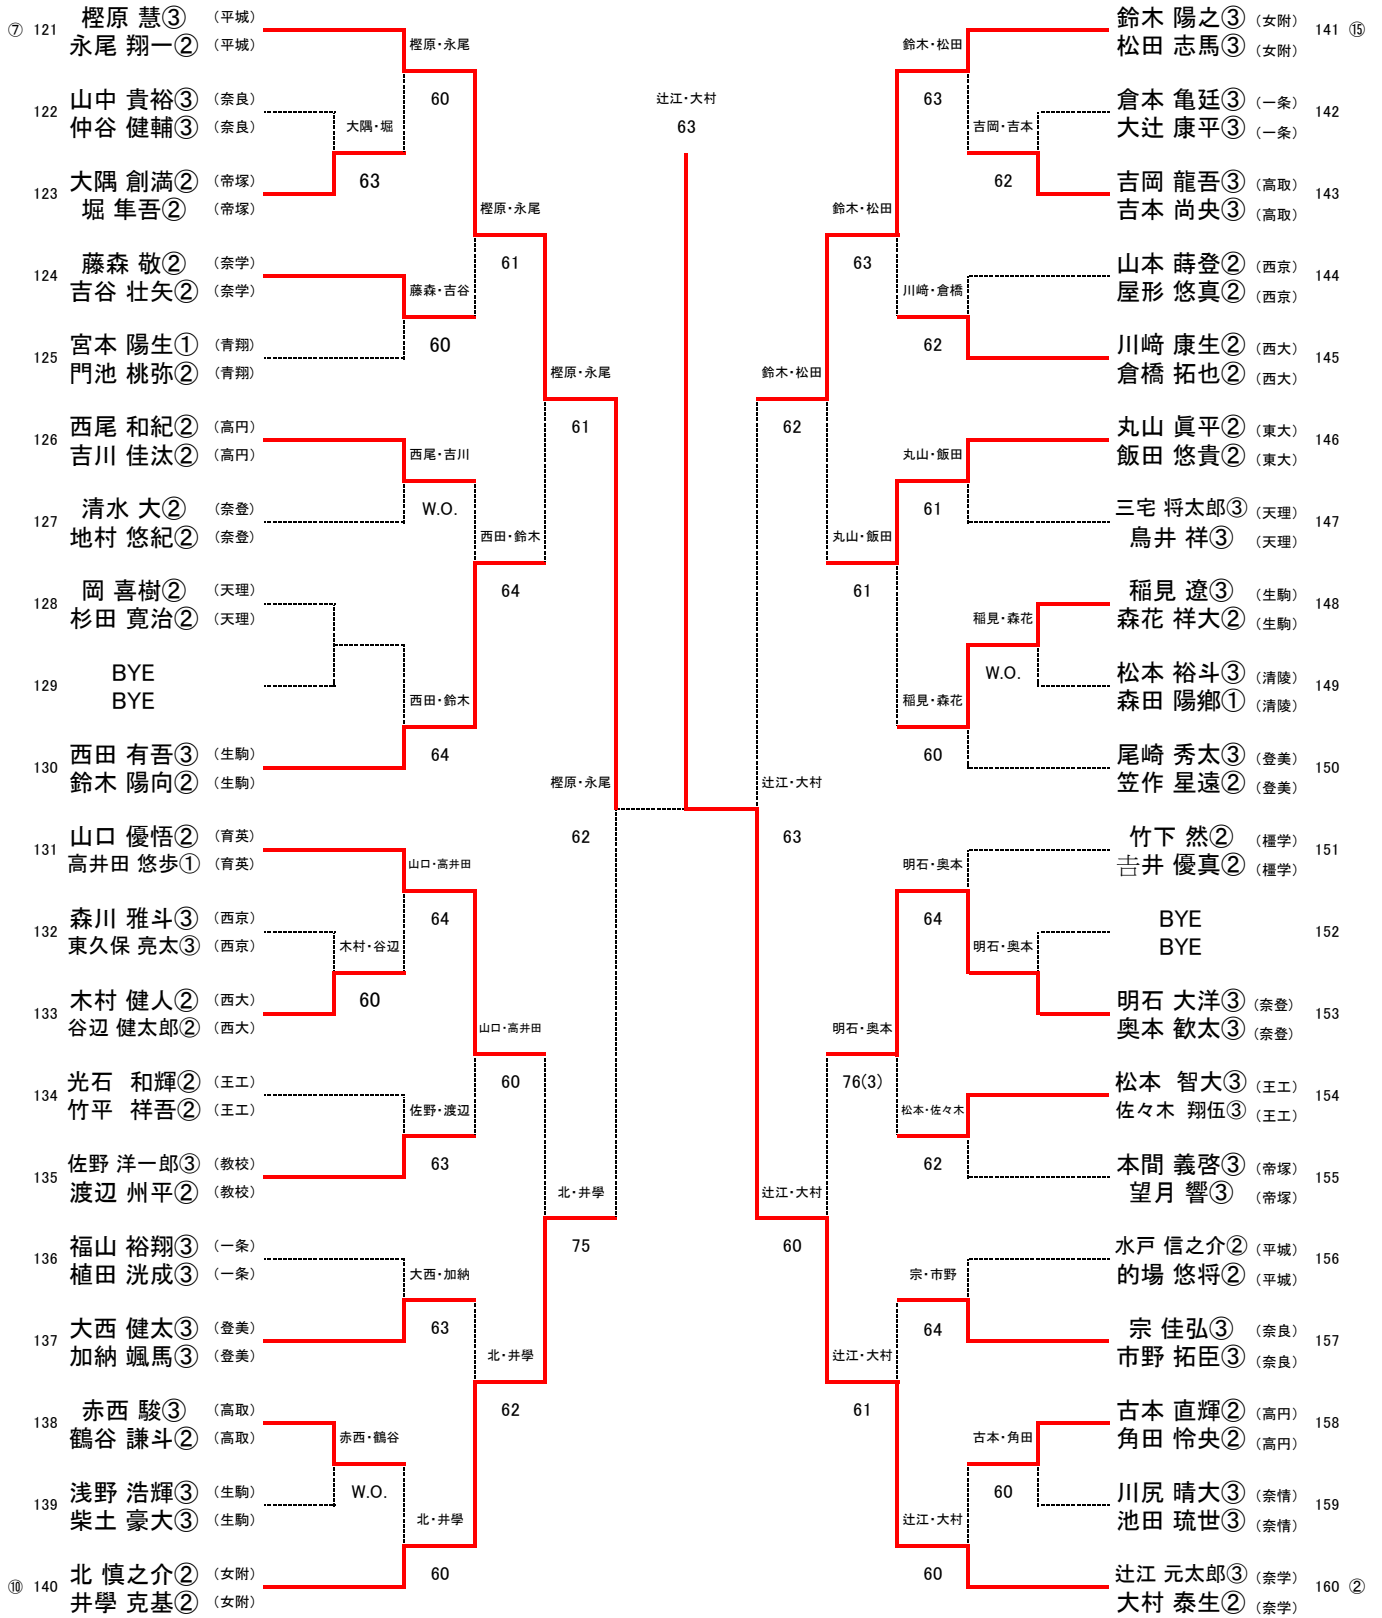 ⑦ 121 樫原 慧③ (平城)
永尾 翔一② (平城)
樫原・永尾
60
122 山中 貴裕③ (奈良)
仲谷 健輔③ (奈良)
大隅・堀
63
123 大隅 創満② (帝塚)
堀 隼吾② (帝塚)
樫原・永尾
61
124 藤森 敬② (奈学)
吉谷 壮矢② (奈学)
藤森・吉谷
60
125 宮本 陽生① (青翔)
門池 桃弥② (青翔)
樫原・永尾
61
126 西尾 和紀② (高円)
吉川 佳汰② (高円)
西尾・吉川
W.O.
127 清水 大② (奈登)
地村 悠紀② (奈登)
西田・鈴木
64
128 岡 喜樹② (天理)
杉田 寛治② (天理)
129 BYE
BYE
西田・鈴木
64
130 西田 有吾③ (生駒)
鈴木 陽向② (生駒)
樫原・永尾
62
131 山口 優悟② (育英)
高井田 悠歩① (育英)
山口・高井田
64
132 森川 雅斗③ (西京)
東久保 亮太③ (西京)
木村・谷辺
60
133 木村 健人② (西大)
谷辺 健太郎② (西大)
山口・高井田
60
134 光石 和輝② (王工)
竹平 祥吾② (王工)
佐野・渡辺
63
135 佐野 洋一郎③ (教校)
渡辺 州平② (教校)
北・井學
75
136 福山 裕翔③ (一条)
植田 洸成③ (一条)
大西・加納
63
137 大西 健太③ (登美)
加納 颯馬③ (登美)
北・井學
62
138 赤西 駿③ (高取)
鶴谷 謙斗② (高取)
赤西・鶴谷
W.O.
139 浅野 浩輝③ (生駒)
柴土 豪大③ (生駒)
北・井學
60
⑩ 140 北 慎之介② (女附)
井學 克基② (女附)
辻江・大村
63
鈴木 陽之③ (女附) 141 ⑮
松田 志馬③ (女附)
鈴木・松田
63
倉本 亀廷③ (一条) 142
大辻 康平③ (一条)
吉岡・吉本
62
吉岡 龍吾③ (高取) 143
吉本 尚央③ (高取)
鈴木・松田
63
山本 蒔登② (西京) 144
屋形 悠真② (西京)
川﨑・倉橋
62
川﨑 康生② (西大) 145
倉橋 拓也② (西大)
鈴木・松田
62
丸山 眞平② (東大) 146
飯田 悠貴② (東大)
丸山・飯田
61
三宅 将太郎③ (天理) 147
鳥井 祥③ (天理)
丸山・飯田
61
稲見 遼③ (生駒) 148
森花 祥大② (生駒)
稲見・森花
W.O.
松本 裕斗③ (清陵) 149
森田 陽郷① (清陵)
稲見・森花
60
尾崎 秀太③ (登美) 150
笠作 星遠② (登美)
辻江・大村
63
竹下 然② (橿学) 151
𠮷井 優真② (橿学)
明石・奥本
64
BYE 152
BYE
明石・奥本
明石 大洋③ (奈登) 153
奥本 歓太③ (奈登)
明石・奥本
76(3)
松本 智大③ (王工) 154
佐々木 翔伍③ (王工)
松本・佐々木
62
本間 義啓③ (帝塚) 155
望月 響③ (帝塚)
辻江・大村
60
水戸 信之介② (平城) 156
的場 悠将② (平城)
宗・市野
64
宗 佳弘③ (奈良) 157
市野 拓臣③ (奈良)
辻江・大村
61
古本 直輝② (高円) 158
角田 怜央② (高円)
古本・角田
60
川尻 晴大③ (奈情) 159
池田 琉世③ (奈情)
辻江・大村
60
辻江 元太郎③ (奈学) 160 ②
大村 泰生② (奈学)